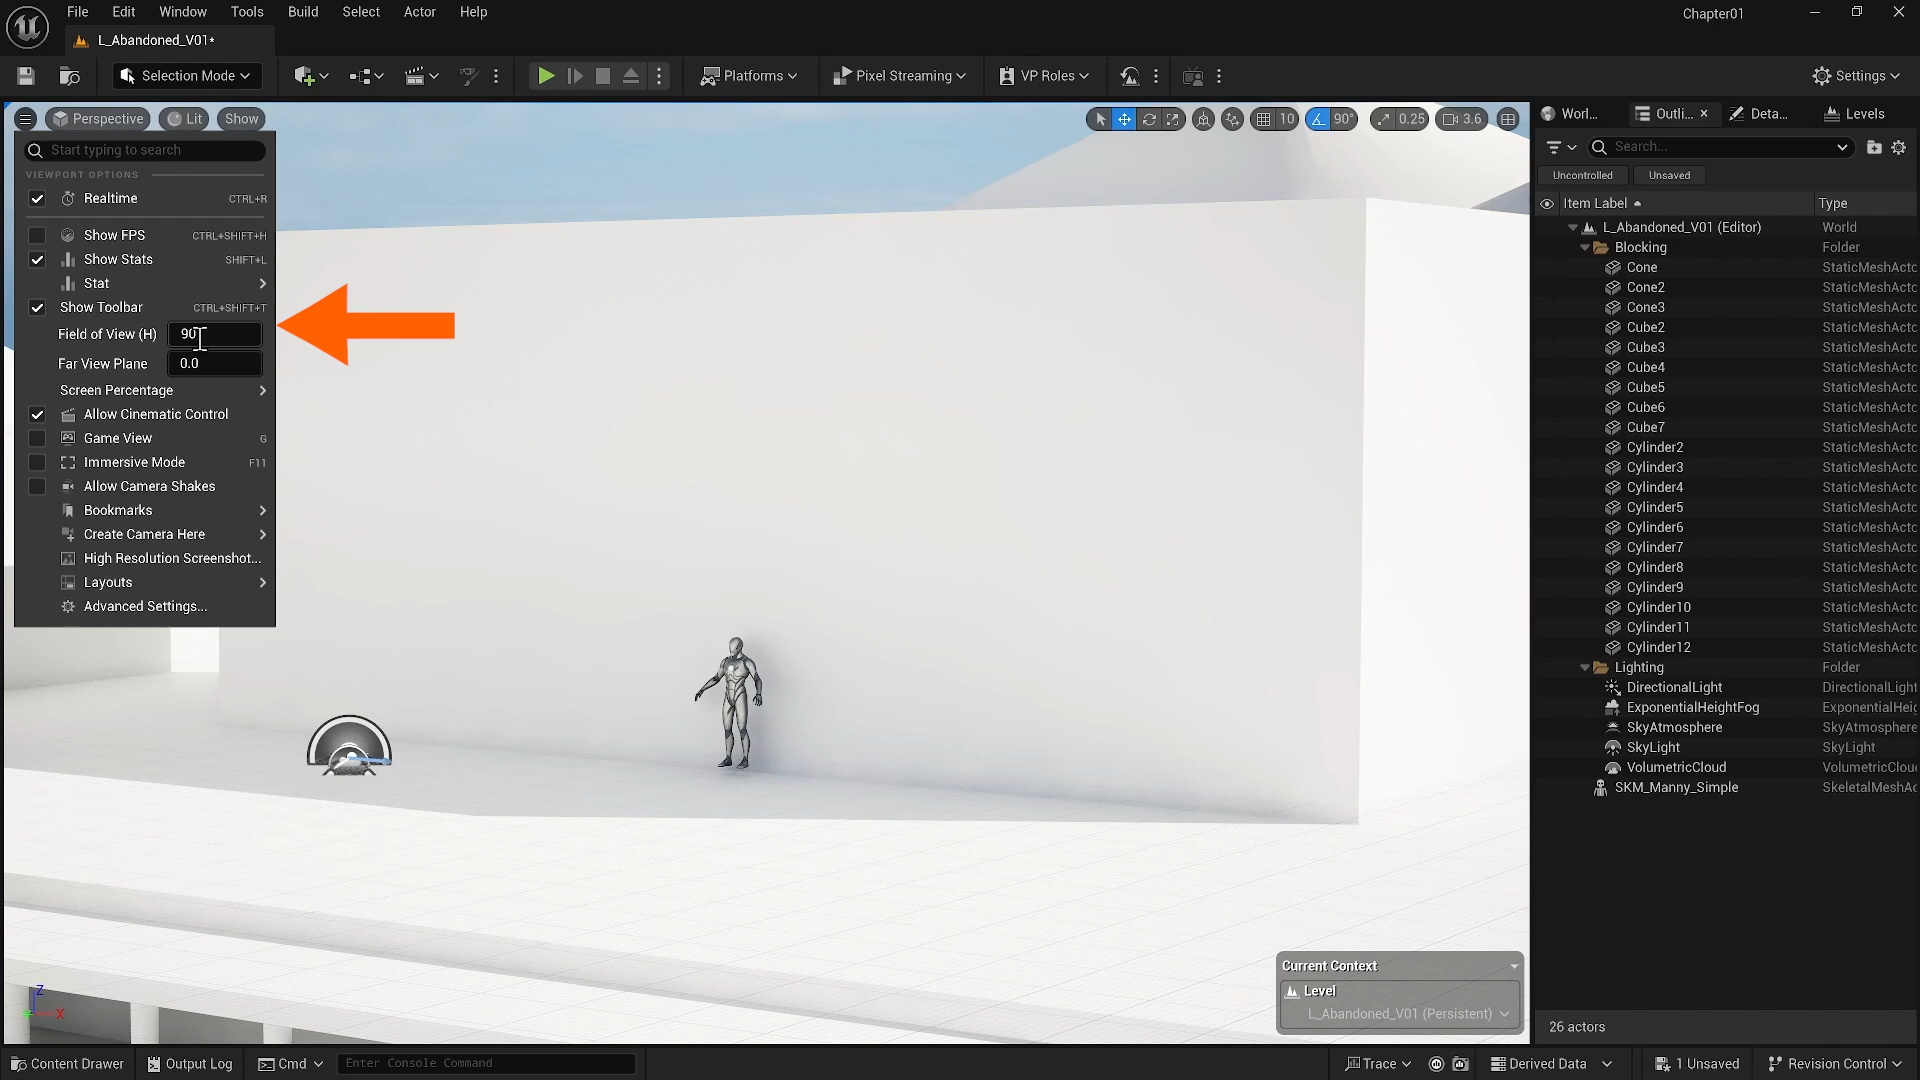 File Edit Window Tools Build Select Actor Help
Chapter01
L_Abandoned_V01*
Selection Mode
Platforms
Pixel Streaming
VP Roles
Settings
Perspective Lit Show
10 90° 0.25 3.6
Start typing to search
VIEWPORT OPTIONS
Realtime CTRL+R
Show FPS CTRL+SHIFT+H
Show Stats SHIFT+L
Stat
Show Toolbar CTRL+SHIFT+T
Field of View (H) 90
Far View Plane 0.0
Screen Percentage
Allow Cinematic Control
Game View G
Immersive Mode F11
Allow Camera Shakes
Bookmarks
Create Camera Here
High Resolution Screenshot...
Layouts
Advanced Settings...
Z
X
Current Context
Level
L_Abandoned_V01 (Persistent)
Worl... Outli... Deta... Levels
Search...
Uncontrolled Unsaved
Item Label Type
L_Abandoned_V01 (Editor) World
Blocking Folder
Cone StaticMeshActo
Cone2 StaticMeshActo
Cone3 StaticMeshActo
Cube2 StaticMeshActo
Cube3 StaticMeshActo
Cube4 StaticMeshActo
Cube5 StaticMeshActo
Cube6 StaticMeshActo
Cube7 StaticMeshActo
Cylinder2 StaticMeshActo
Cylinder3 StaticMeshActo
Cylinder4 StaticMeshActo
Cylinder5 StaticMeshActo
Cylinder6 StaticMeshActo
Cylinder7 StaticMeshActo
Cylinder8 StaticMeshActo
Cylinder9 StaticMeshActo
Cylinder10 StaticMeshActo
Cylinder11 StaticMeshActo
Cylinder12 StaticMeshActo
Lighting Folder
DirectionalLight DirectionalLight
ExponentialHeightFog ExponentialHeig
SkyAtmosphere SkyAtmosphere
SkyLight SkyLight
VolumetricCloud VolumetricClou
SKM_Manny_Simple SkeletalMeshAc
26 actors
Content Drawer Output Log Cmd Enter Console Command
Trace Derived Data 1 Unsaved Revision Control